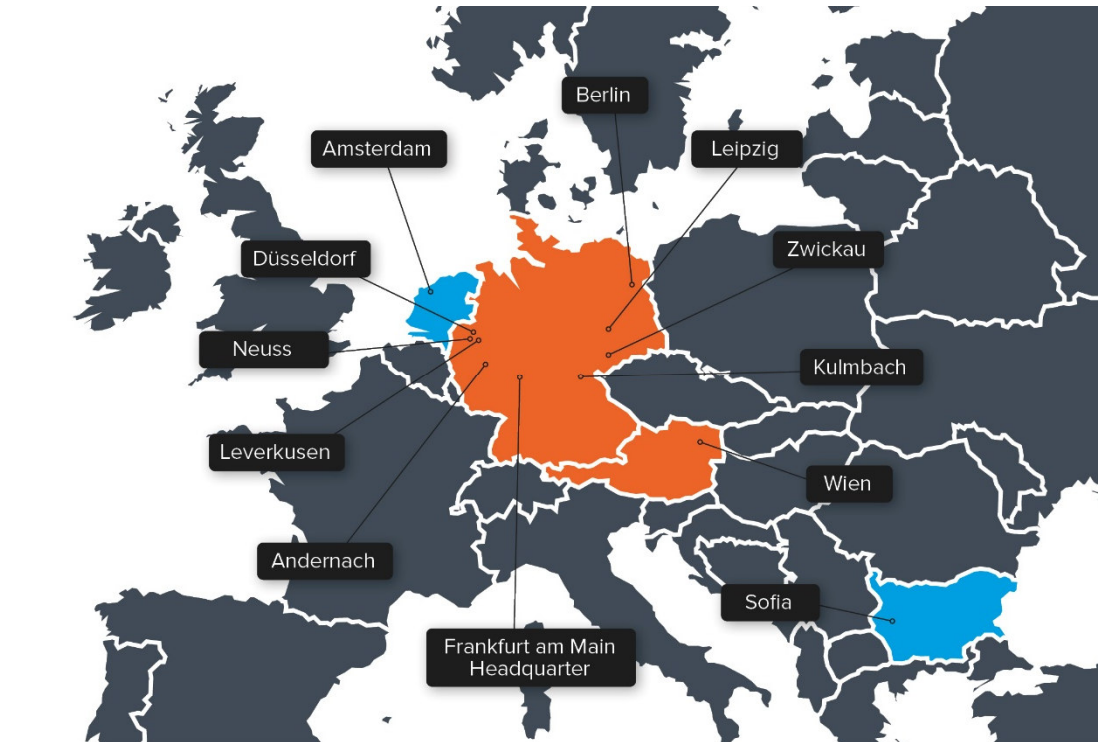 Berlin
Amsterdam
Leipzig
Düsseldorf
Zwickau
Neuss
Kulmbach
Leverkusen
Wien
Andernach
Sofia
Frankfurt am Main
Headquarter